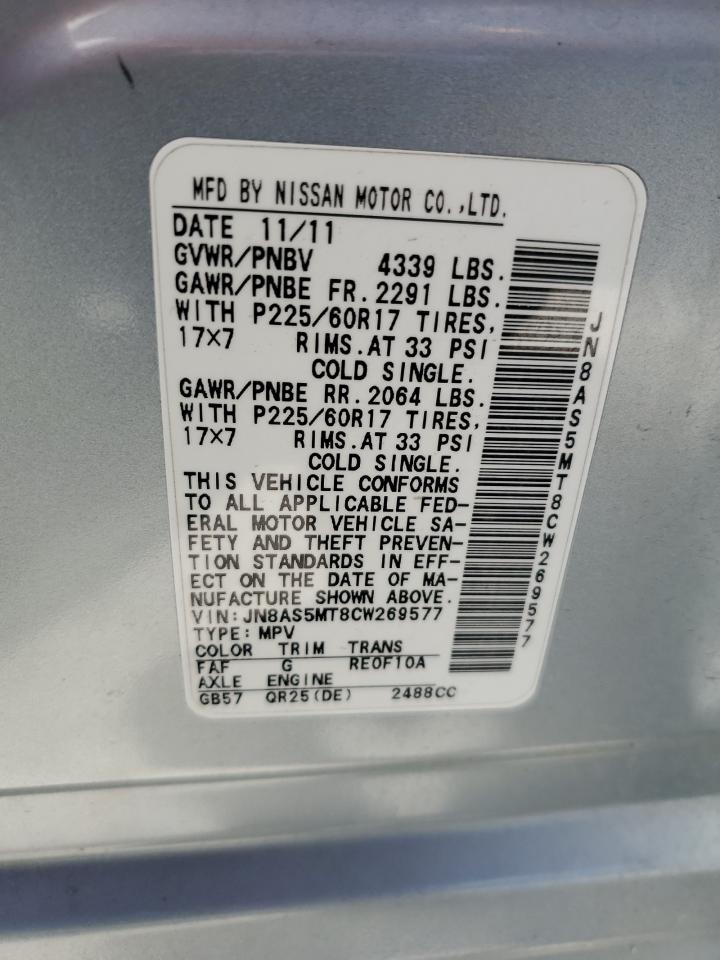 MFD BY NISSAN MOTOR CO.,LTD.
DATE 11/11
GVWR/PNBV 4339 LBS.
GAWR/PNBE FR.2291 LBS.
WITH P225/60R17 TIRES,
17×7 RIMS.AT 33 PSI
COLD SINGLE.
GAWR/PNBE RR.2064 LBS.
WITH P225/60R17 TIRES,
17×7 RIMS.AT 33 PSI
COLD SINGLE.
THIS VEHICLE CONFORMS
TO ALL APPLICABLE FED-
ERAL MOTOR VEHICLE SA-
FETY AND THEFT PREVEN-
TION STANDARDS IN EFF-
ECT ON THE DATE OF MA-
NUFACTURE SHOWN ABOVE.
VIN:JN8AS5MT8CW269577
TYPE:MPV
COLOR TRIM TRANS
FAF G RE0F10A
AXLE ENGINE
GB57 QR25(DE) 2488CC
JN8AS5MT8CW269577